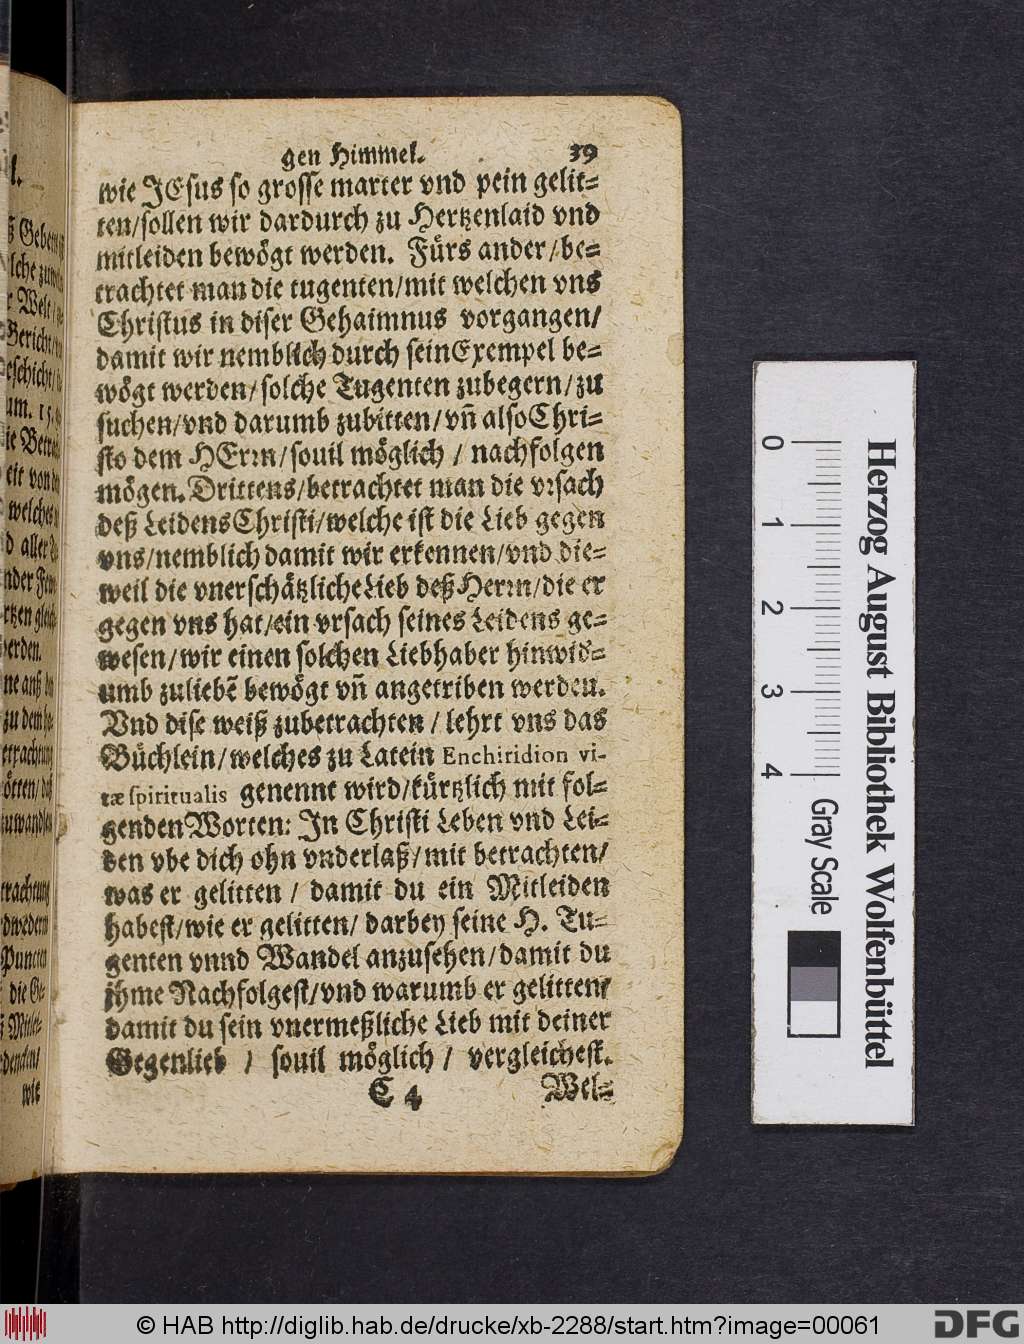 gen Himmel. 39
wie JEsus so grosse marter vnd pein gelit=
ten/sollen wir dardurch zu Hertzenlaid vnd
mitleiden bewögt werden. Fürs ander/be=
trachtet man die tugenten/mit welchen vns
Christus in diser Gehaimnus vorgangen/
damit wir nemblich durch sein Exempel be=
wögt werden/solche Tugenten zubegern/zu
suchen/vnd darumb zubitten/vñ also Chri=
sto dem HErrn/souil möglich / nachfolgen
mögen. Drittens/betrachtet man die vrsach
deß Leidens Christi/welche ist die Lieb gegen
vns/nemblich damit wir erkennen/vnd die=
weil die vnerschätzliche Lieb deß Herrn/die er
gegen vns hat/ein vrsach seines Leidens ge=
wesen/wir einen solchen Liebhaber hinwid=
umb zuliebẽ bewögt vñ angetriben werden.
Vnd dise weiß zubetrachten / lehrt vns das
Büchlein/welches zu Latein Enchiridion vi-
tæ spiritualis genennt wird/kürtzlich mit fol=
genden Worten: In Christi Leben vnd Lei=
den vbe dich ohn vnderlaß/mit betrachten/
was er gelitten / damit du ein Mitleiden
habest/wie er gelitten/ darbey seine H. Tu=
genten vnnd Wandel anzusehen/damit du
jhme Nachfolgest/vnd warumb er gelitten/
damit du sein vnermeßliche Lieb mit deiner
Gegenlieb / souil möglich / vergleichest.
C 4 Wel=
wie
0 1 2 3 4
Gray Scale
Herzog August Bibliothek Wolfenbüttel
© HAB http://diglib.hab.de/drucke/xb-2288/start.htm?image=00061
DFG